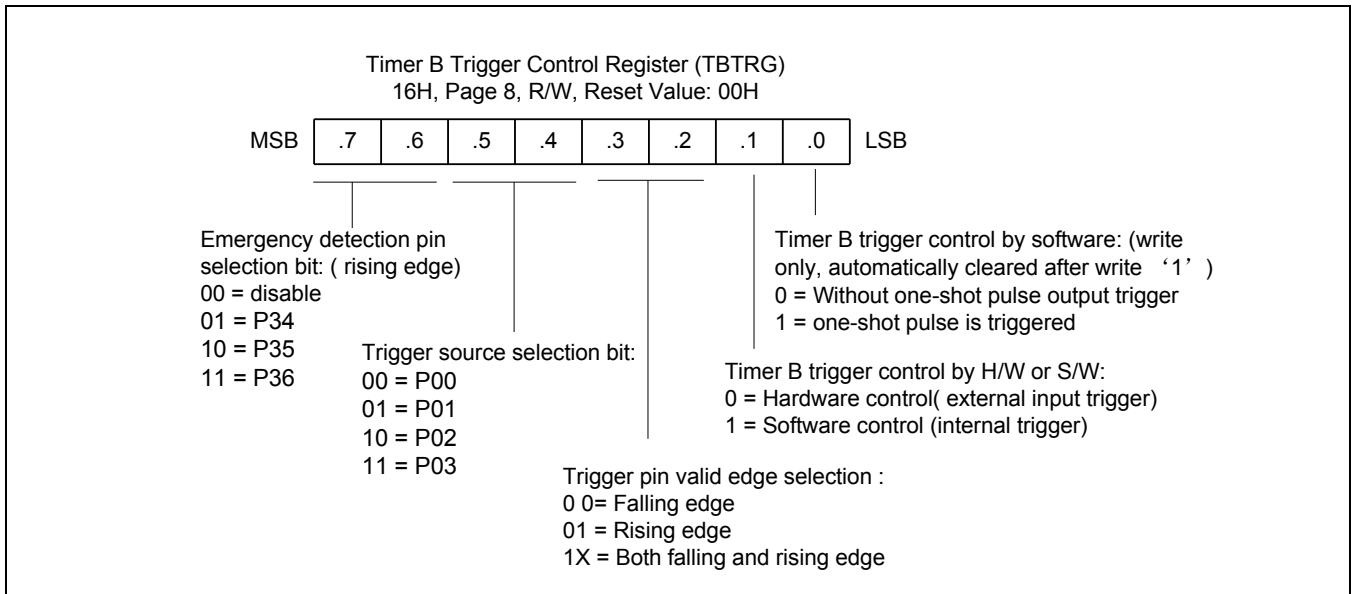 Timer B Trigger Control Register (TBTRG)
16H, Page 8, R/W, Reset Value: 00H
MSB .7 .6 .5 .4 .3 .2 .1 .0 LSB
Emergency detection pin
selection bit: ( rising edge)
00 = disable
01 = P34
10 = P35
11 = P36
Trigger source selection bit:
00 = P00
01 = P01
10 = P02
11 = P03
Trigger pin valid edge selection :
0 0= Falling edge
01 = Rising edge
1X = Both falling and rising edge
Timer B trigger control by H/W or S/W:
0 = Hardware control( external input trigger)
1 = Software control (internal trigger)
Timer B trigger control by software: (write
only, automatically cleared after write ‘1’ )
0 = Without one-shot pulse output trigger
1 = one-shot pulse is triggered